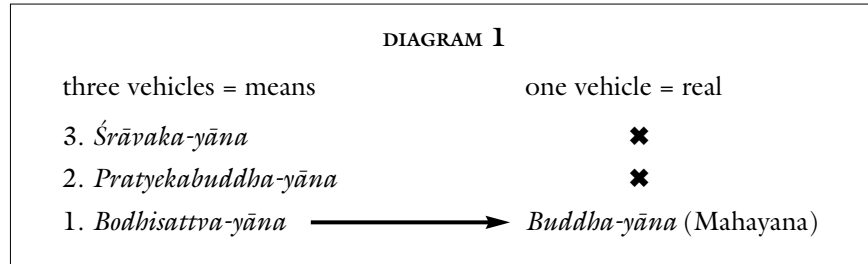 DIAGRAM 1
three vehicles = means one vehicle = real
3. Śrāvaka-yāna ✖
2. Pratyekabuddha-yāna ✖
1. Bodhisattva-yāna Buddha-yāna (Mahayana)